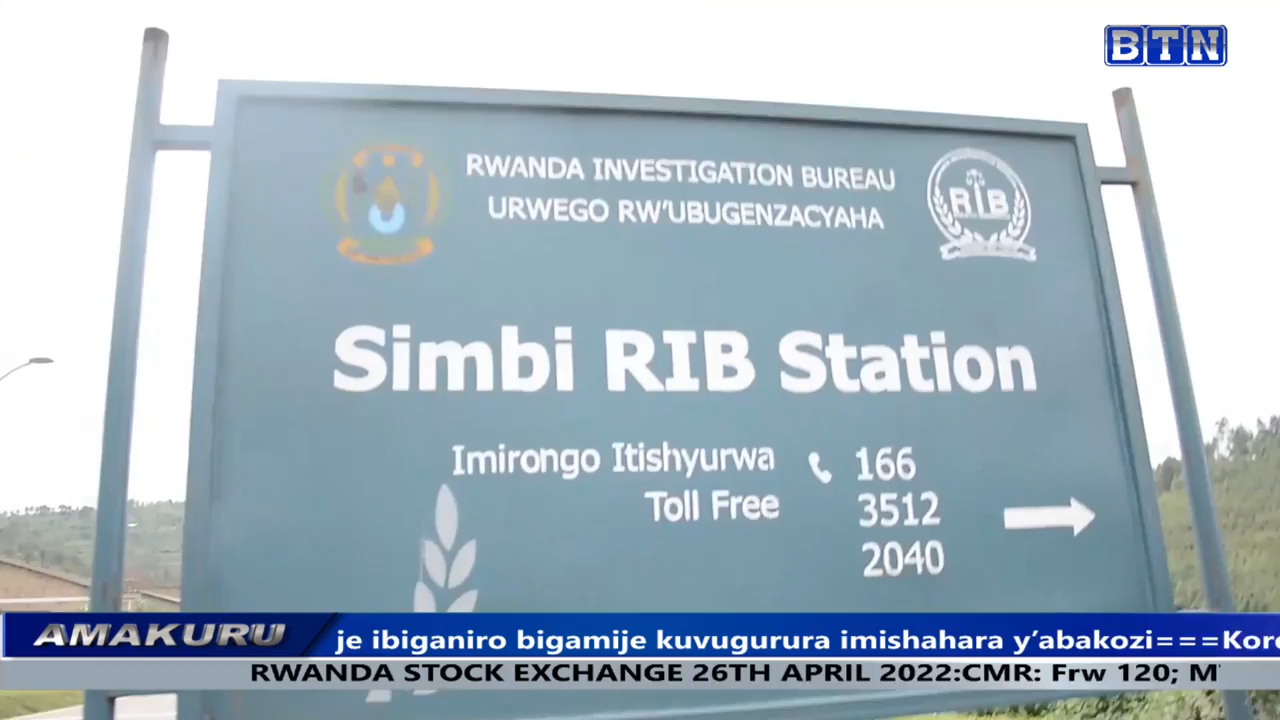 BTN
RWANDA INVESTIGATION BUREAU
URWEGO RW'UBUGENZACYAHA
RIB
Simbi RIB Station
Imirongo Itishyurwa 166
Toll Free 3512
2040
AMAKURU je ibiganiro bigamije kuvugurura imishahara y'abakozi===Koro
RWANDA STOCK EXCHANGE 26TH APRIL 2022:CMR: Frw 120; M